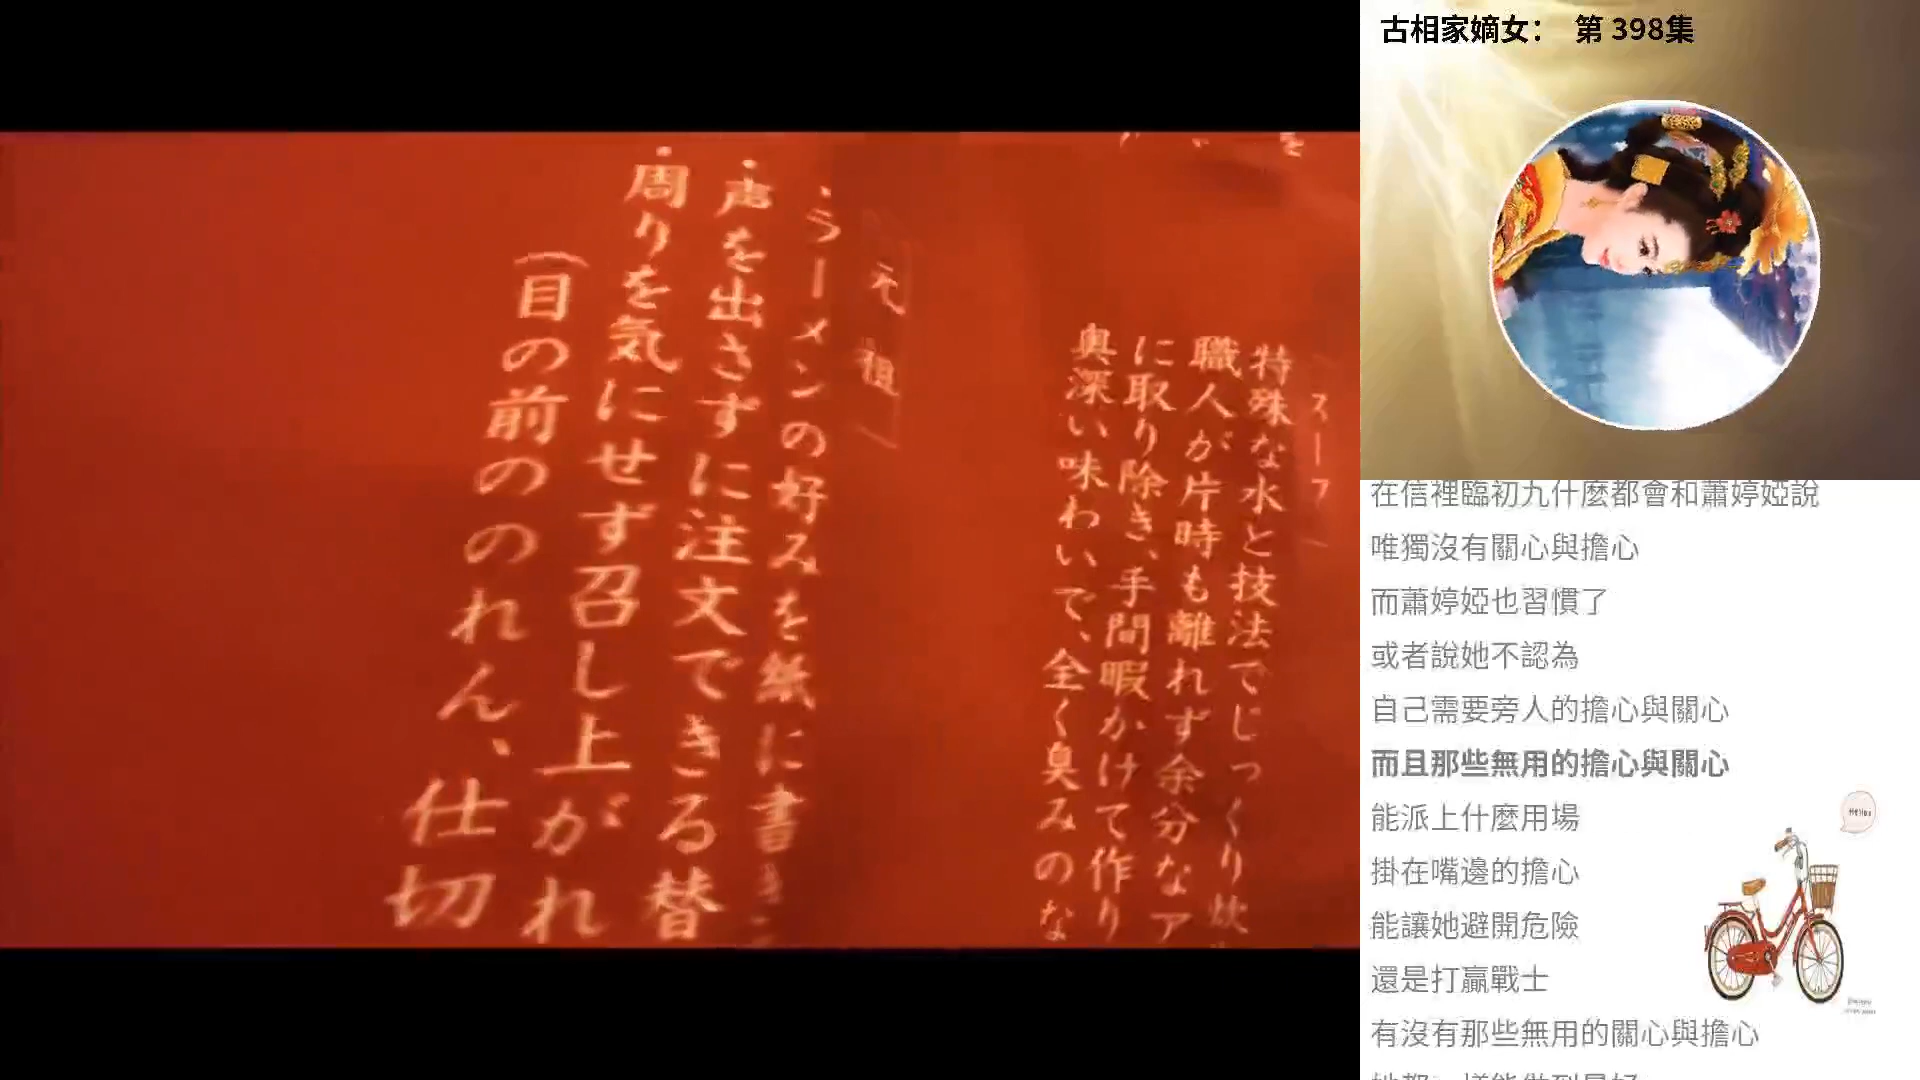 古相家嫡女： 第 398集
スープ
特殊な水と技法でじっくり炊
職人が片時も離れず余分なア
に取り除き、手間暇かけて作り
奥深い味わいで、全く臭みのな
元祖
・ラーメンの好みを紙に書き
・声を出さずに注文できる替
・周りを気にせず召し上がれ
(目の前ののれん、仕切
在信裡臨初九什麼都會和蕭婷婭說
唯獨沒有關心與擔心
而蕭婷婭也習慣了
或者說她不認為
自己需要旁人的擔心與關心
而且那些無用的擔心與關心
能派上什麼用場
掛在嘴邊的擔心
能讓她避開危險
還是打贏戰士
有沒有那些無用的關心與擔心
Hello